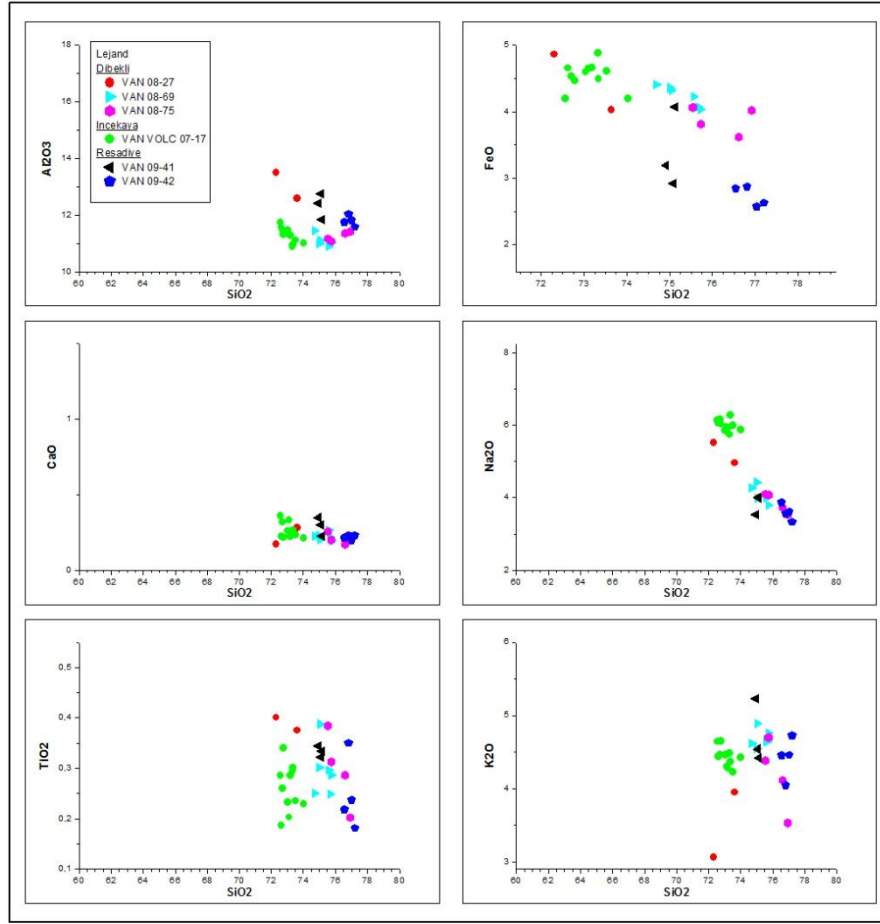 18
16
14
12
10
Al2O3
60 62 64 66 68 70 72 74 76 78 80
SiO2
Lejand
Dibekli
VAN 08-27
VAN 08-69
VAN 08-75
Incekaya
VAN VOLC 07-17
Resadiye
VAN 09-41
VAN 09-42
5
4
3
2
FeO
72 73 74 75 76 77 78
SiO2
1
0
CaO
60 62 64 66 68 70 72 74 76 78 80
SiO2
8
6
4
2
Na2O
60 62 64 66 68 70 72 74 76 78 80
SiO2
0,5
0,4
0,3
0,2
0,1
TiO2
60 62 64 66 68 70 72 74 76 78 80
SiO2
6
5
4
3
K2O
60 62 64 66 68 70 72 74 76 78 80
SiO2